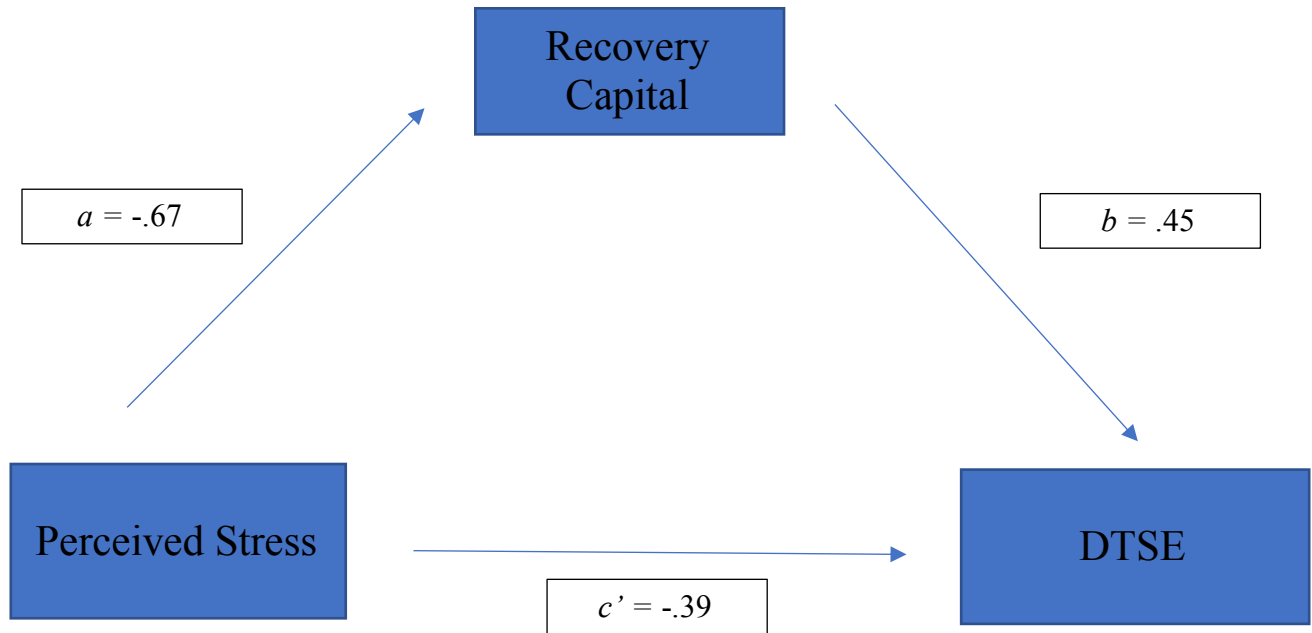 Recovery
Capital
a = -.67
b = .45
Perceived Stress
DTSE
c’ = -.39